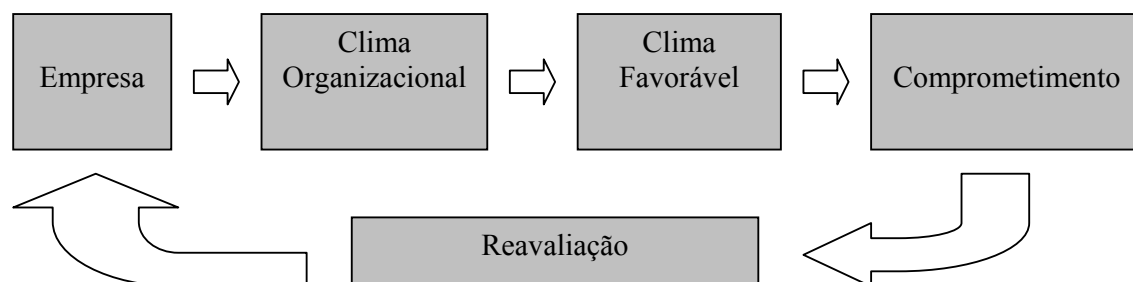 Empresa
Clima
Organizacional
Clima
Favorável
Comprometimento
Reavaliação